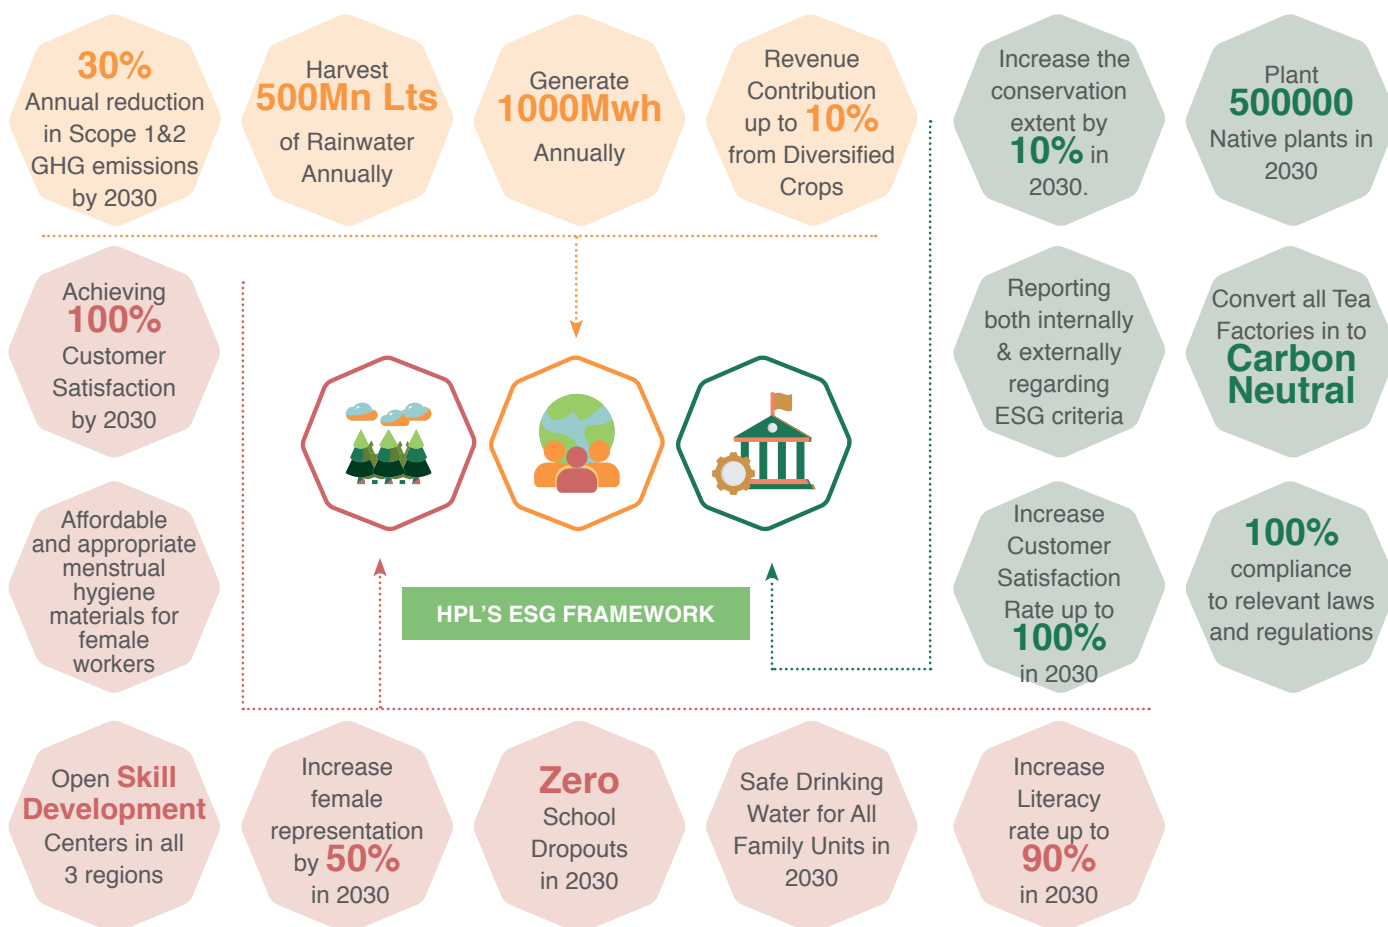 30%
Annual reduction
in Scope 1&2
GHG emissions
by 2030
Harvest
500Mn Lts
of Rainwater
Annually
Generate
1000Mwh
Annually
Revenue
Contribution
up to 10%
from Diversified
Crops
Increase the
conservation
extent by
10% in
2030.
Plant
500000
Native plants in
2030
Achieving
100%
Customer
Satisfaction
by 2030
Reporting
both internally
& externally
regarding
ESG criteria
Convert all Tea
Factories in to
Carbon
Neutral
Affordable
and appropriate
menstrual
hygiene
materials for
female
workers
HPL'S ESG FRAMEWORK
Increase
Customer
Satisfaction
Rate up to
100%
in 2030
100%
compliance
to relevant laws
and regulations
Open Skill
Development
Centers in all
3 regions
Increase
female
representation
by 50%
in 2030
Zero
School
Dropouts
in 2030
Safe Drinking
Water for All
Family Units in
2030
Increase
Literacy
rate up to
90%
in 2030